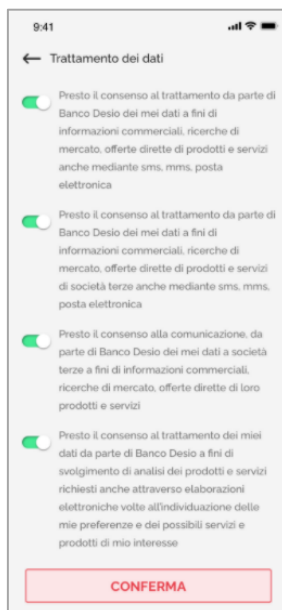 9:41
Trattamento dei dati
Presto il consenso al trattamento da parte di
Banco Desio dei mei dati a fini di
informazioni commerciali, ricerche di
mercato, offerte dirette di prodotti e servizi
anche mediante sms, mms, posta
elettronica
Presto il consenso al trattamento da parte di
Banco Desio dei mei dati a fini di
informazioni commerciali, ricerche di
mercato, offerte dirette di prodotti e servizi
di società terze anche mediante sms, mms,
posta elettronica
Presto il consenso alla comunicazione, da
parte di Banco Desio dei mei dati a società
terze a fini di informazioni commerciali,
ricerche di mercato, offerte dirette di loro
prodotti e servizi
Presto il consenso al trattamento dei miei
dati da parte di Banco Desio a fini di
svolgimento di analisi dei prodotti e servizi
richiesti anche attraverso elaborazioni
elettroniche volte all'individuazione delle
mie preferenze e dei possibili servizi e
prodotti di mio interesse
CONFERMA